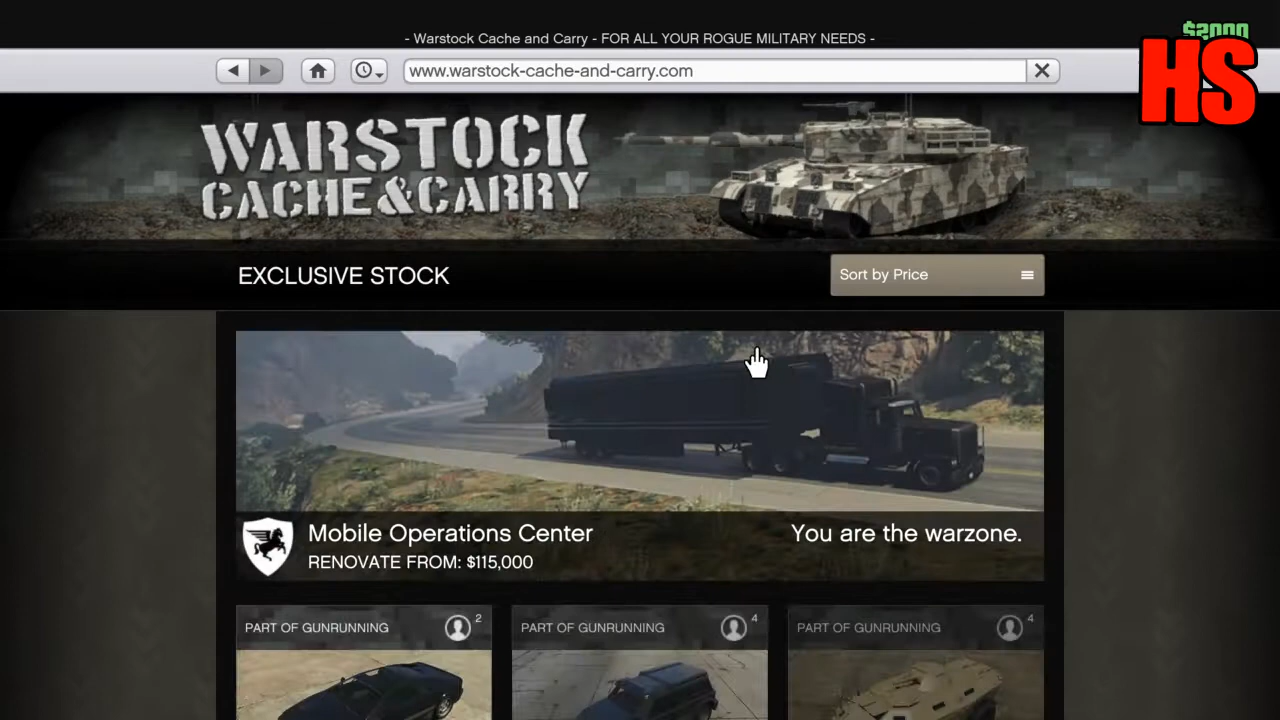 $2000
- Warstock Cache and Carry - FOR ALL YOUR ROGUE MILITARY NEEDS -
www.warstock-cache-and-carry.com
HS
WARSTOCK
CACHE&CARRY
EXCLUSIVE STOCK
Sort by Price
Mobile Operations Center
You are the warzone.
RENOVATE FROM: $115,000
PART OF GUNRUNNING 2
PART OF GUNRUNNING 4
PART OF GUNRUNNING 4